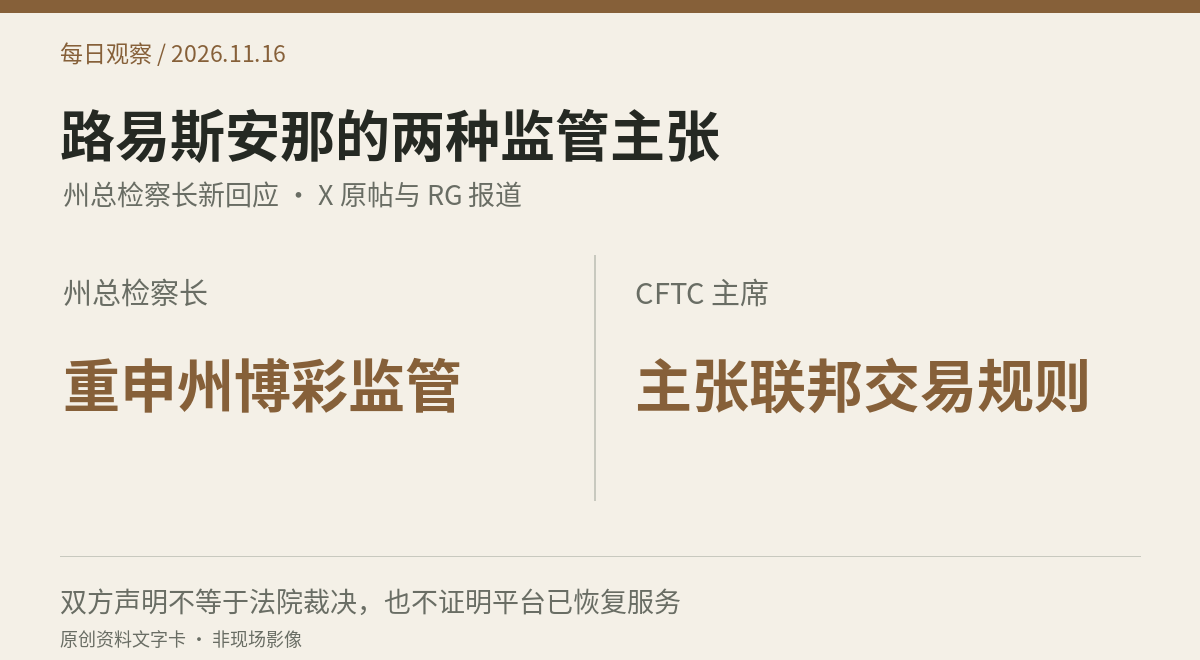 每日观察 / 2026.11.16
路易斯安那的两种监管主张
州总检察长新回应 · X 原帖与 RG 报道
州总检察长
重申州博彩监管
CFTC 主席
主张联邦交易规则
双方声明不等于法院裁决，也不证明平台已恢复服务
原创资料文字卡 · 非现场影像